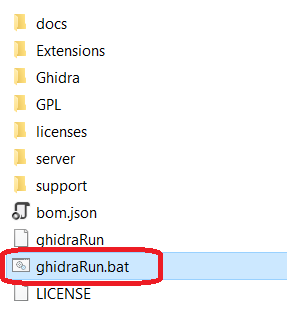 docs
Extensions
Ghidra
GPL
licenses
server
support
bom.json
ghidraRun
ghidraRun.bat
LICENSE